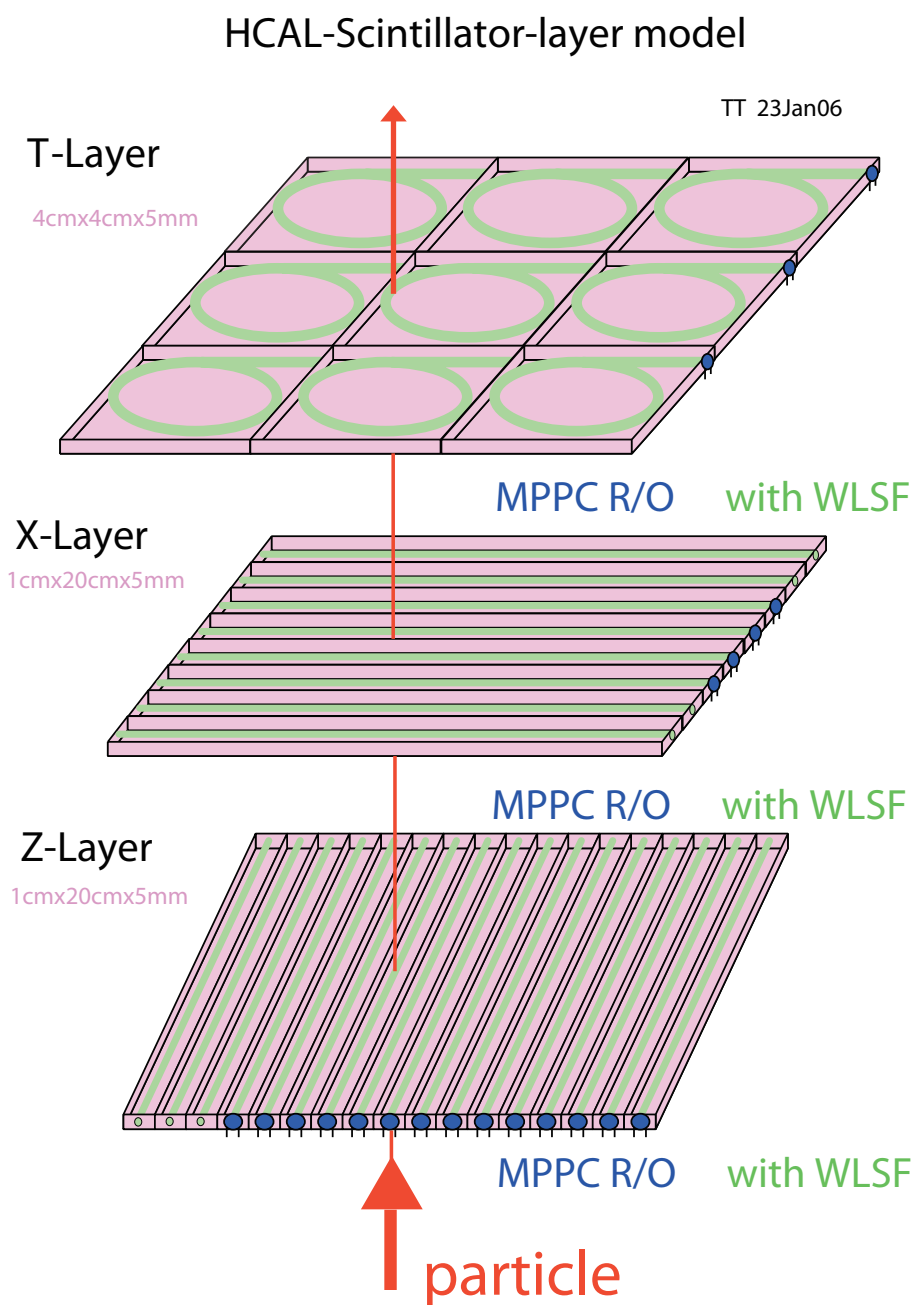 HCAL-Scintillator-layer model
TT 23Jan06
T-Layer
4cmx4cmx5mm
MPPC R/O with WLSF
X-Layer
1cmx20cmx5mm
MPPC R/O with WLSF
Z-Layer
1cmx20cmx5mm
MPPC R/O with WLSF
particle